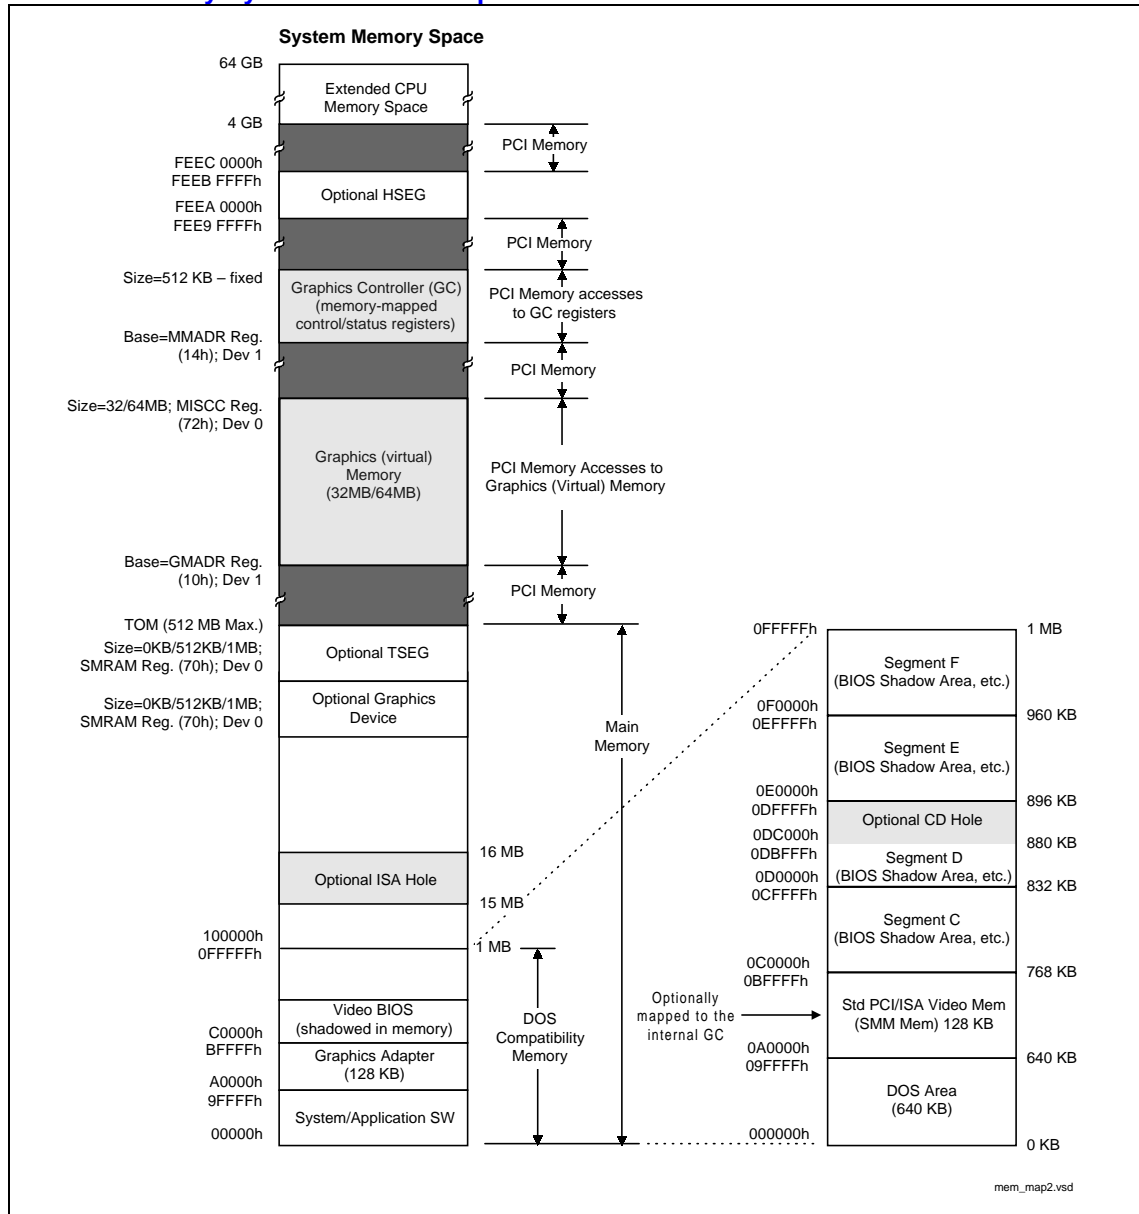 System Memory Space
64 GB
Extended CPU
Memory Space
4 GB
PCI Memory
FEEC 0000h
FEEB FFFFh
Optional HSEG
FEEA 0000h
FEE9 FFFFh
PCI Memory
Size=512 KB – fixed
Graphics Controller (GC)
(memory-mapped
control/status registers)
PCI Memory accesses
to GC registers
Base=MMADR Reg.
(14h); Dev 1
PCI Memory
Size=32/64MB; MISCC Reg.
(72h); Dev 0
Graphics (virtual)
Memory
(32MB/64MB)
PCI Memory Accesses to
Graphics (Virtual) Memory
Base=GMADR Reg.
(10h); Dev 1
PCI Memory
TOM (512 MB Max.)
Size=0KB/512KB/1MB;
SMRAM Reg. (70h); Dev 0
Optional TSEG
Size=0KB/512KB/1MB;
SMRAM Reg. (70h); Dev 0
Optional Graphics
Device
Main
Memory
16 MB
Optional ISA Hole
15 MB
100000h
0FFFFFh
1 MB
Video BIOS
(shadowed in memory)
DOS
Compatibility
Memory
C0000h
BFFFFh
Graphics Adapter
(128 KB)
A0000h
9FFFFh
System/Application SW
00000h
0FFFFFh
1 MB
Segment F
(BIOS Shadow Area, etc.)
0F0000h
0EFFFFh
960 KB
Segment E
(BIOS Shadow Area, etc.)
0E0000h
0DFFFFh
896 KB
Optional CD Hole
0DC000h
0DBFFFh
880 KB
Segment D
(BIOS Shadow Area, etc.)
0D0000h
0CFFFFh
832 KB
Segment C
(BIOS Shadow Area, etc.)
0C0000h
0BFFFFh
768 KB
Optionally
mapped to the
internal GC
Std PCI/ISA Video Mem
(SMM Mem) 128 KB
0A0000h
09FFFFh
640 KB
DOS Area
(640 KB)
000000h
0 KB
mem_map2.vsd